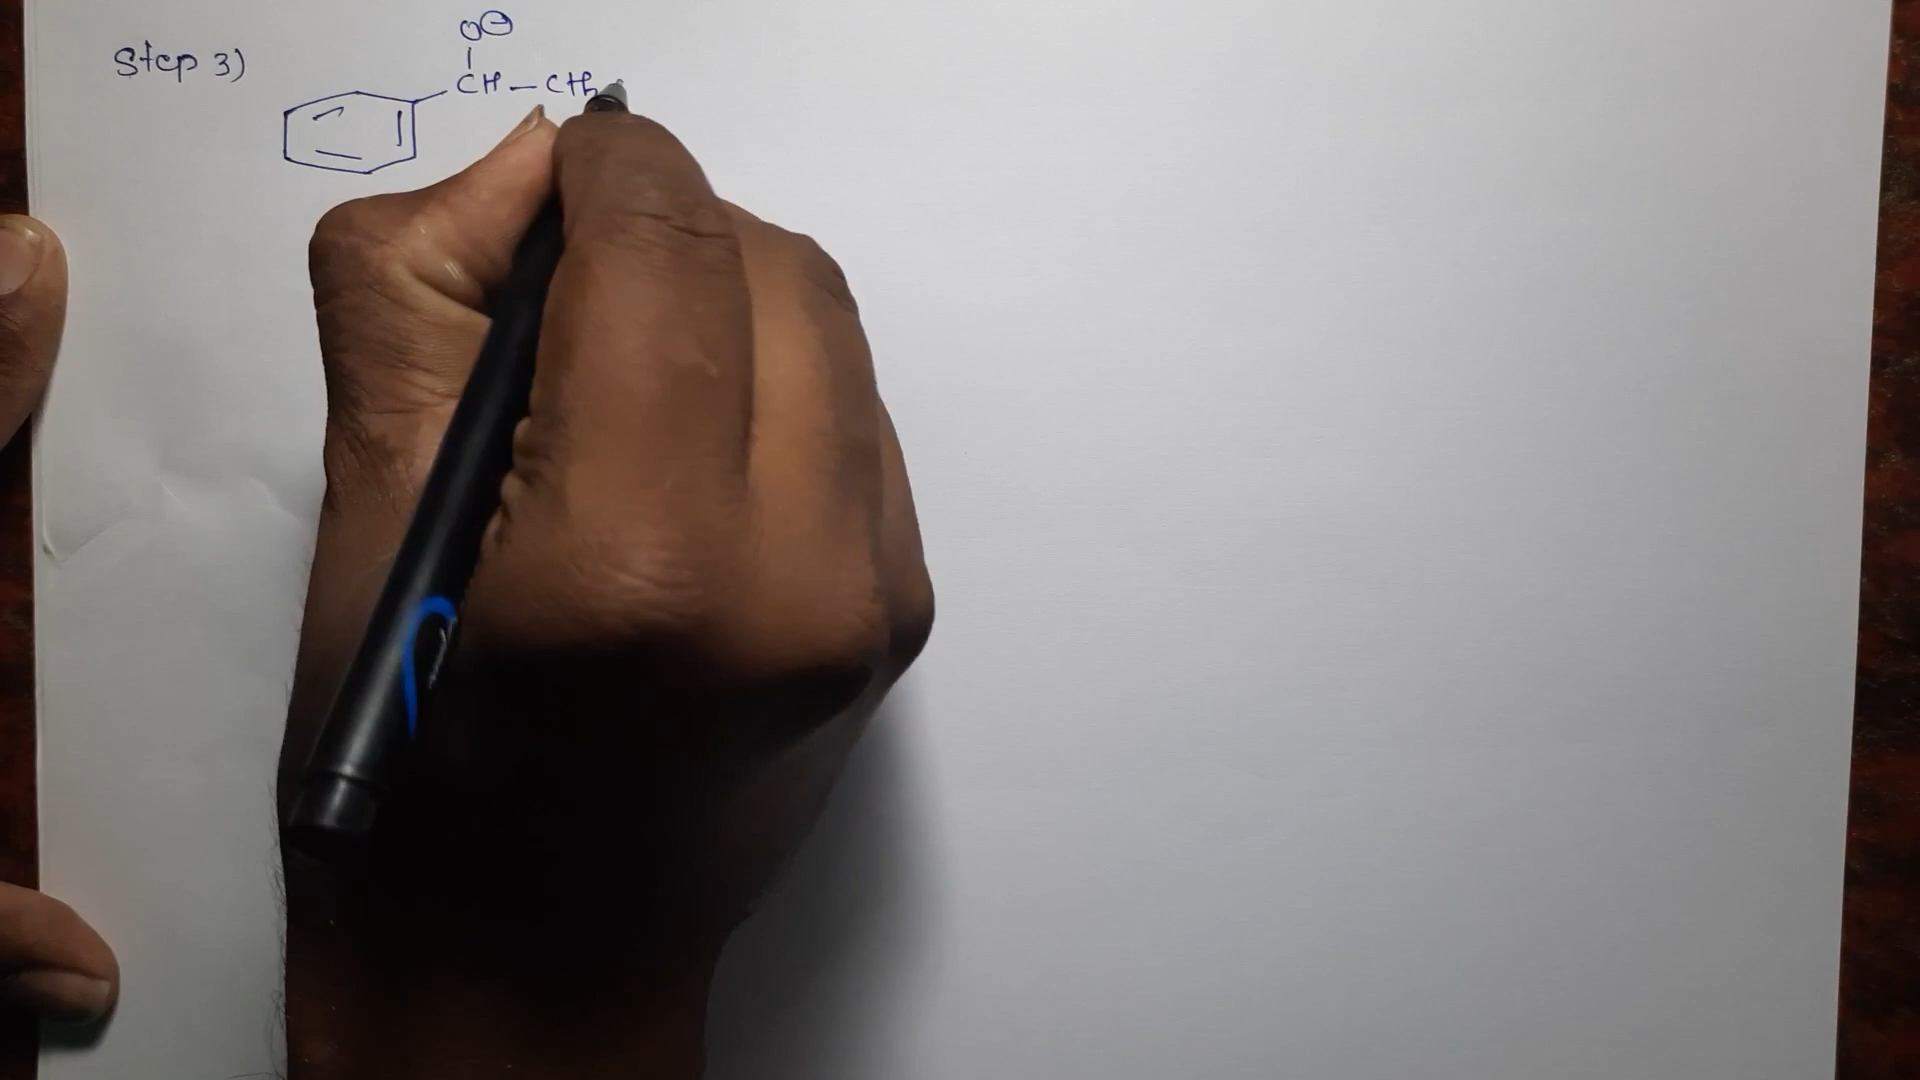 O⊖
Step 3)
CH — CH₂